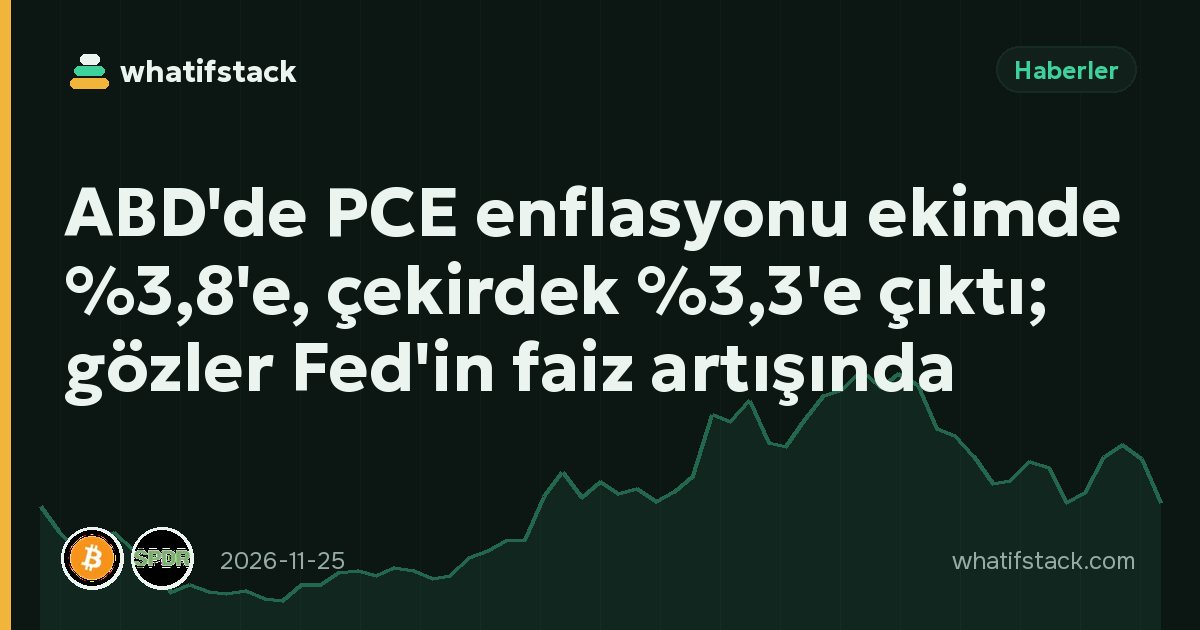 whatifstack
Haberler
ABD'de PCE enflasyonu ekimde
%3,8'e, çekirdek %3,3'e çıktı;
gözler Fed'in faiz artışında
SPDR
2026-11-25
whatifstack.com